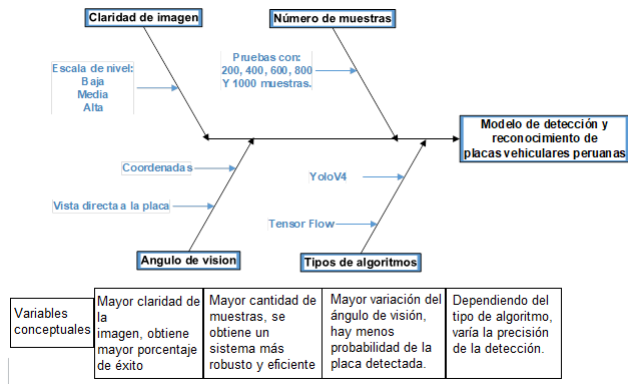 Claridad de imagen
Número de muestras
Escala de nivel:
Baja
Media
Alta
Pruebas con:
200, 400, 600, 800
Y 1000 muestras.
Modelo de detección y
reconocimiento de
placas vehiculares peruanas
Coordenadas
Vista directa a la placa
YoloV4
Tensor Flow
Angulo de vision
Tipos de algoritmos
Variables
conceptuales
Mayor claridad de
la
imagen, obtiene
mayor porcentaje
de éxito
Mayor cantidad de
muestras, se
obtiene un
sistema más
robusto y eficiente
Mayor variación del
ángulo de visión,
hay menos
probabilidad de la
placa detectada.
Dependiendo del
tipo de algoritmo,
varía la precisión
de la detección.